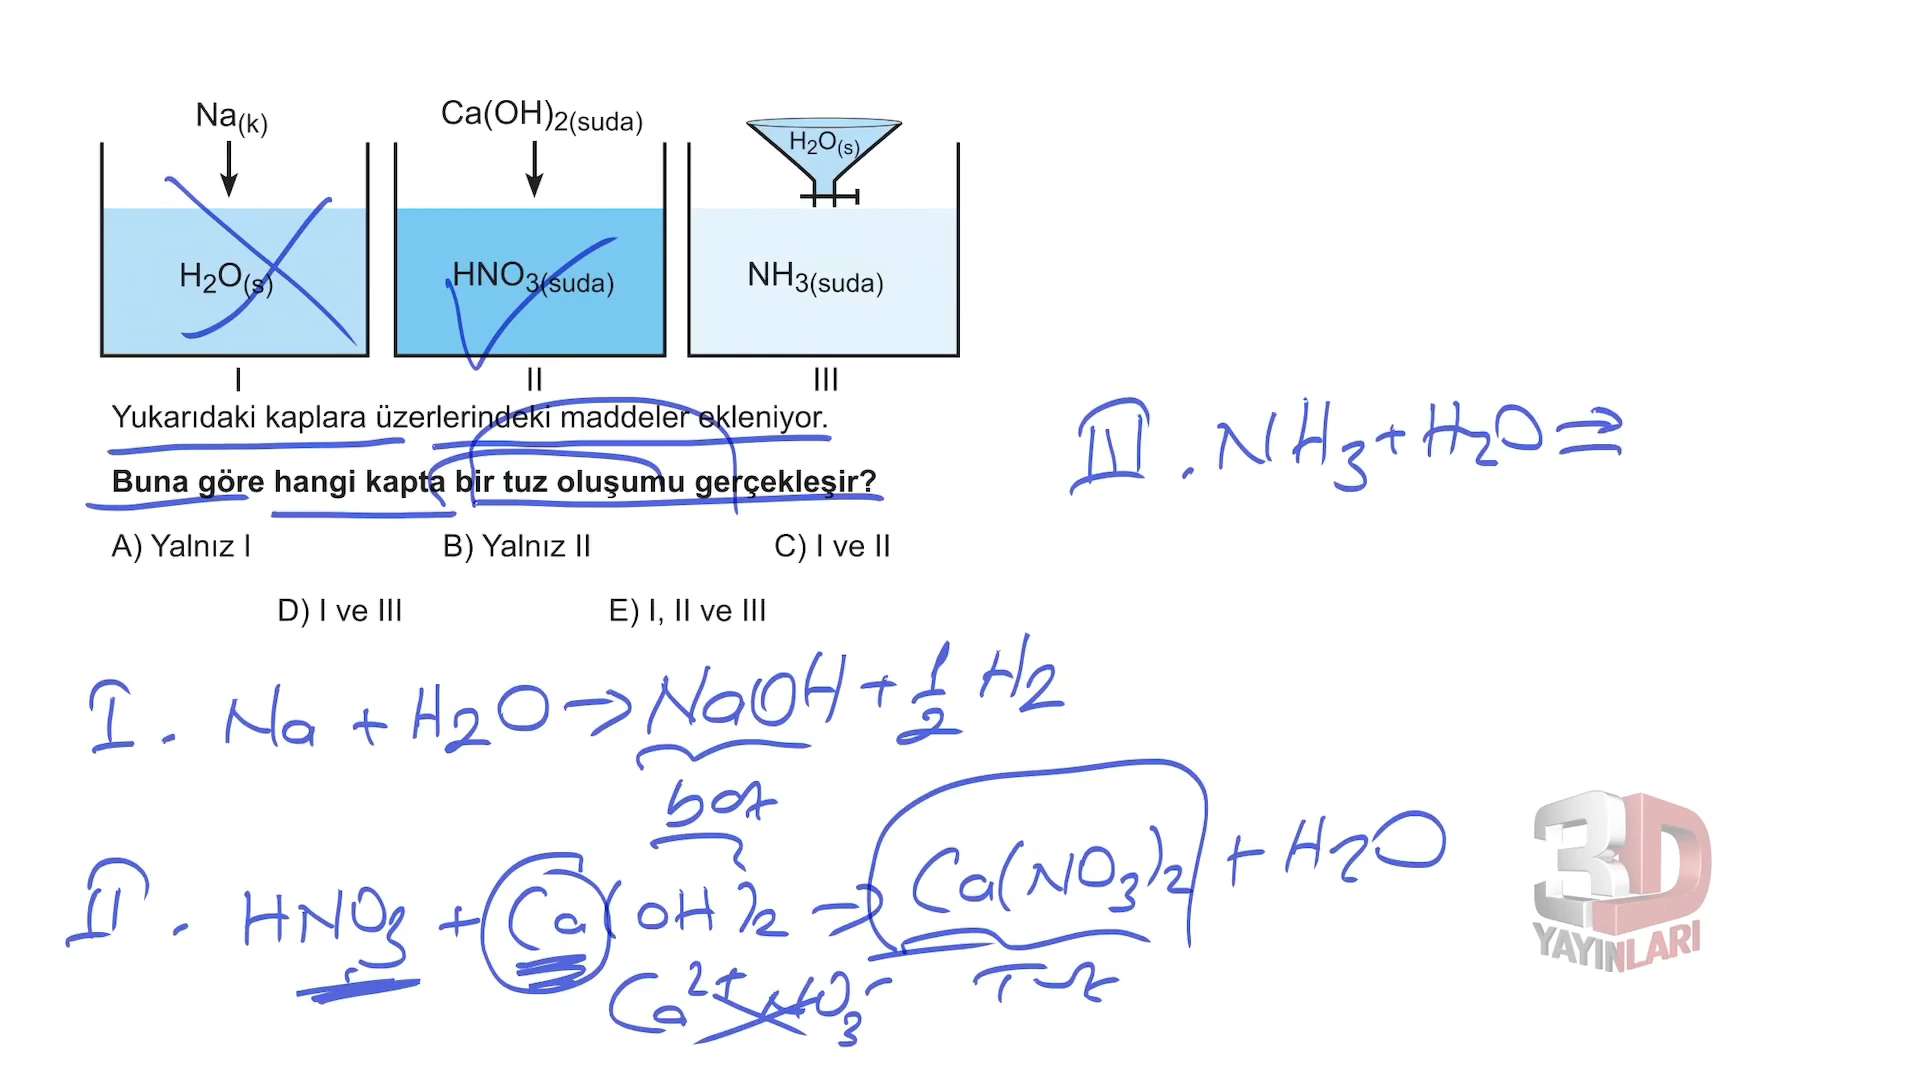 Na(k)
Ca(OH)2(suda)
H2O(s)
H2O(s)
HNO3(suda)
NH3(suda)
I
II
III
Yukarıdaki kaplara üzerlerindeki maddeler ekleniyor.
Buna göre hangi kapta bir tuz oluşumu gerçekleşir?
A) Yalnız I
B) Yalnız II
C) I ve II
D) I ve III
E) I, II ve III
III. NH3+H2O⇌
I. Na + H2O → NaOH + 1/2 H2
baz
II. HNO3 + Ca(OH)2 → Ca(NO3)2 + H2O
Ca2+ NO3-
Tuz
3D
YAYINLARI